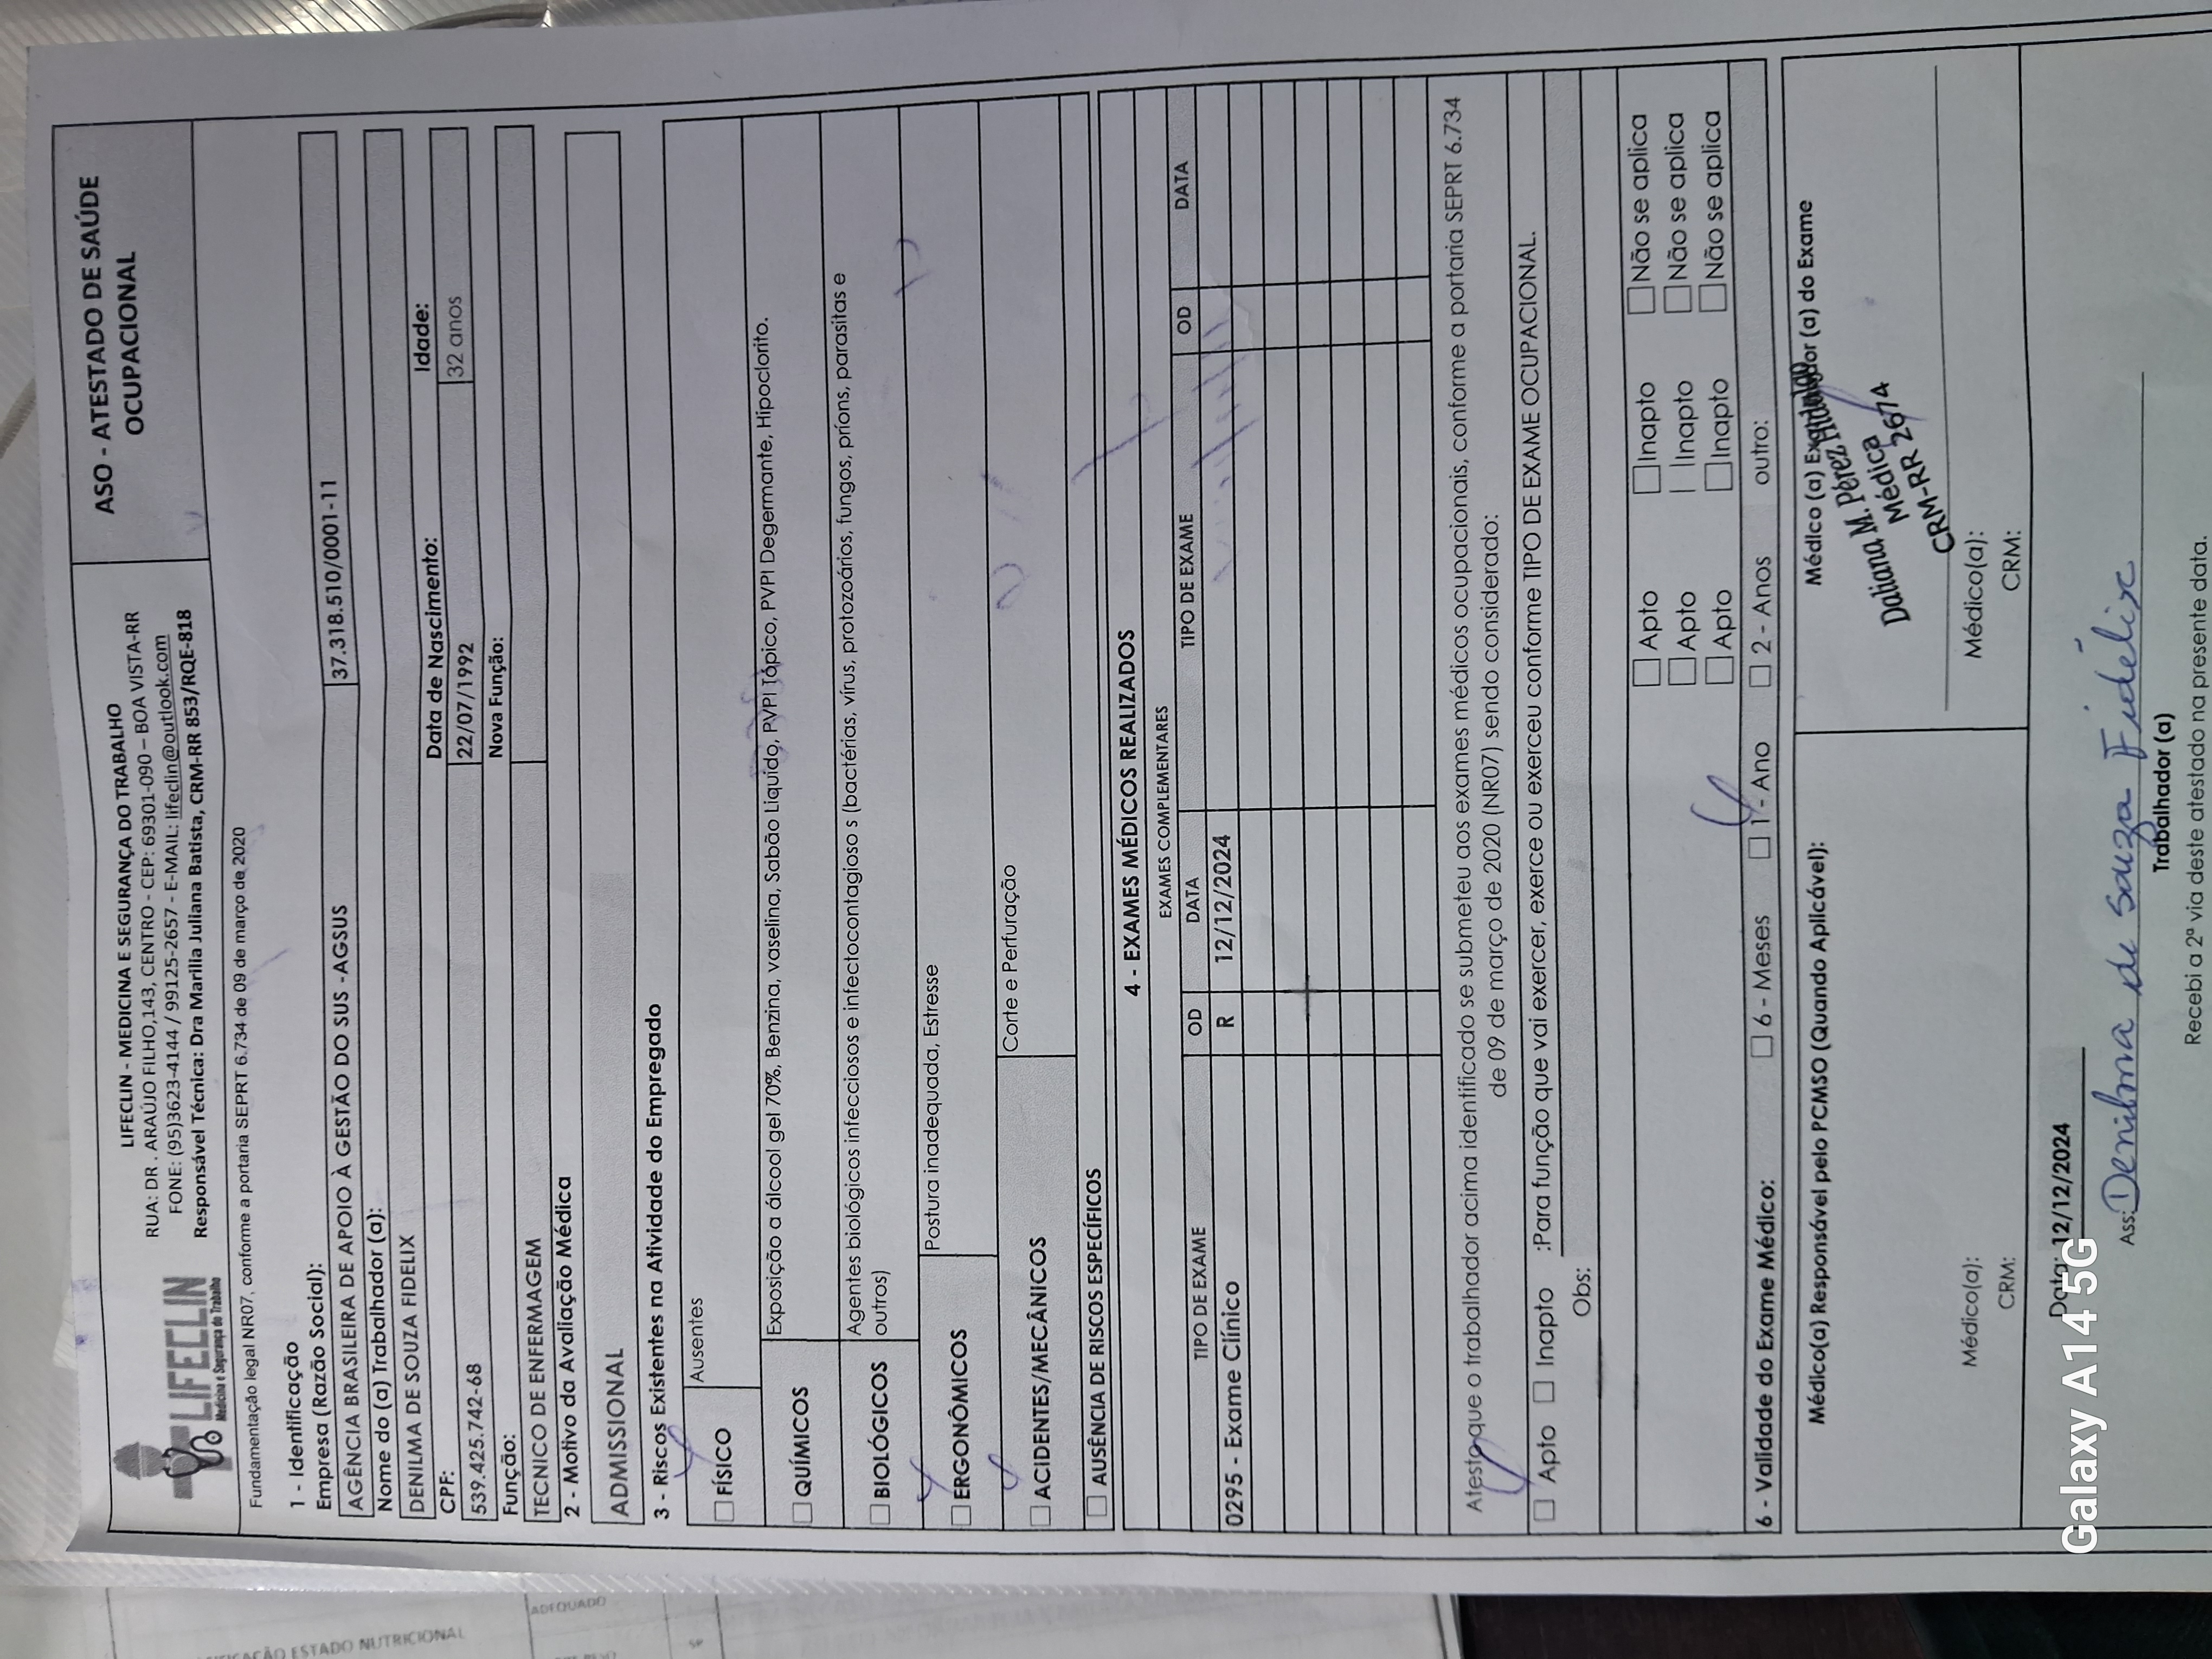 LIFECLIN
Medicina e Segurança do Trabalho
LIFECLIN - MEDICINA E SEGURANÇA DO TRABALHO
RUA: DR . ARAÚJO FILHO,143, CENTRO - CEP: 69301-090 – BOA VISTA-RR
FONE: (95)3623-4144 / 99125-2657 - E-MAIL: lifeclin@outlook.com
Responsável Técnica: Dra Marilia Juliana Batista, CRM-RR 853/RQE-818
ASO - ATESTADO DE SAÚDE
OCUPACIONAL
Fundamentação legal NR07, conforme a portaria SEPRT 6.734 de 09 de março de 2020
1 - Identificação
Empresa (Razão Social):
AGÊNCIA BRASILEIRA DE APOIO À GESTÃO DO SUS -AGSUS 37.318.510/0001-11
Nome do (a) Trabalhador (a):
DENILMA DE SOUZA FIDELIX
CPF: Data de Nascimento: Idade:
539.425.742-68 22/07/1992 32 anos
Função: Nova Função:
TECNICO DE ENFERMAGEM
2 - Motivo da Avaliação Médica
ADMISSIONAL
3 - Riscos Existentes na Atividade do Empregado
FÍSICO Ausentes
QUÍMICOS Exposição a álcool gel 70%, Benzina, vaselina, Sabão Liquido, PVPI Tópico, PVPI Degermante, Hipoclorito.
BIOLÓGICOS Agentes biológicos infecciosos e infectocontagioso s (bactérias, vírus, protozoários, fungos, príons, parasitas e
outros)
ERGONÔMICOS Postura inadequada, Estresse
ACIDENTES/MECÂNICOS Corte e Perfuração
AUSÊNCIA DE RISCOS ESPECÍFICOS
4 - EXAMES MÉDICOS REALIZADOS
EXAMES COMPLEMENTARES
TIPO DE EXAME OD DATA TIPO DE EXAME OD DATA
0295 - Exame Clínico R 12/12/2024
Atesto que o trabalhador acima identificado se submeteu aos exames médicos ocupacionais, conforme a portaria SEPRT 6.734
de 09 de março de 2020 (NR07) sendo considerado:
Apto Inapto :Para função que vai exercer, exerce ou exerceu conforme TIPO DE EXAME OCUPACIONAL.
Obs:
Apto Inapto Não se aplica
Apto Inapto Não se aplica
Apto Inapto Não se aplica
6 - Validade do Exame Médico: 6 - Meses 1 - Ano 2 - Anos outro:
Médico(a) Responsável pelo PCMSO (Quando Aplicável):
Médico (a) Examinador (a) do Exame
Daliana M. Pérez Hidalgo
Médica
CRM-RR 2674
Médico(a): Médico(a):
CRM: CRM:
Data: 12/12/2024
Galaxy A14 5G
Ass: Denilma de Souza Fidelix
Trabalhador (a)
Recebi a 2ª via deste atestado na presente data.
ESTADO NUTRICIONAL
ADEQUADO